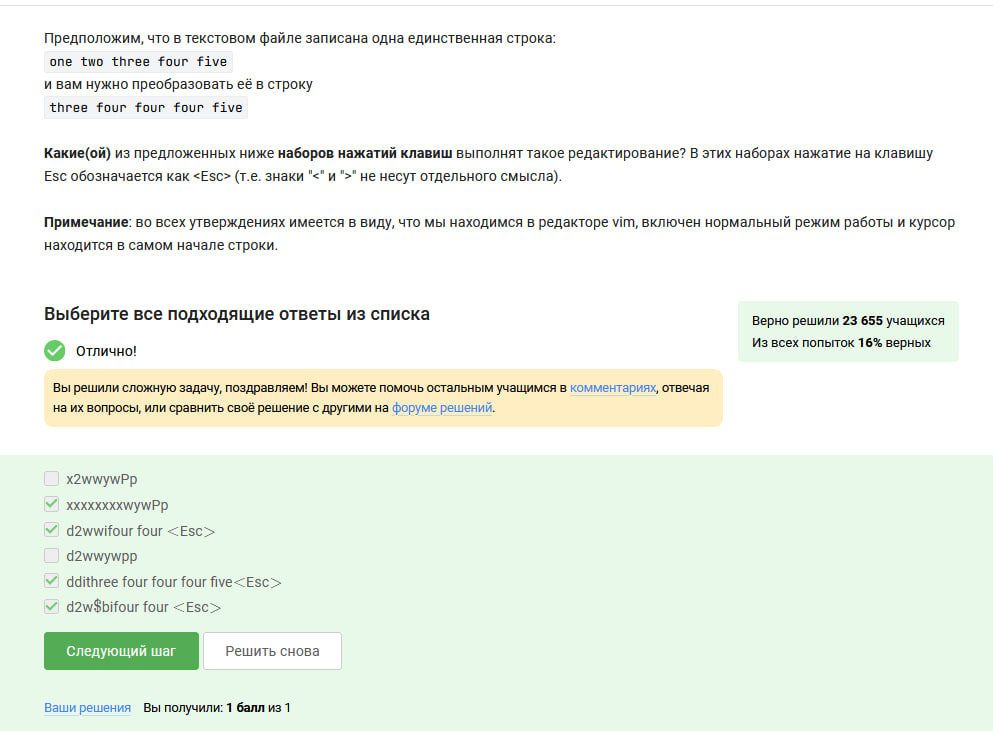 Предположим, что в текстовом файле записана одна единственная строка:
one two three four five
и вам нужно преобразовать её в строку
three four four four five
Какие(ой) из предложенных ниже наборов нажатий клавиш выполнят такое редактирование? В этих наборах нажатие на клавишу
Esc обозначается как <Esc> (т.е. знаки "<" и ">" не несут отдельного смысла).
Примечание: во всех утверждениях имеется в виду, что мы находимся в редакторе vim, включен нормальный режим работы и курсор
находится в самом начале строки.
Выберите все подходящие ответы из списка
Верно решили 23 655 учащихся
Из всех попыток 16% верных
Отлично!
Вы решили сложную задачу, поздравляем! Вы можете помочь остальным учащимся в комментариях, отвечая
на их вопросы, или сравнить своё решение с другими на форуме решений.
x2wwywPp
xxxxxxxxwywPp
d2wwifour four <Esc>
d2wwywpp
ddithree four four four five<Esc>
d2w$bifour four <Esc>
Следующий шаг
Решить снова
Ваши решения Вы получили: 1 балл из 1